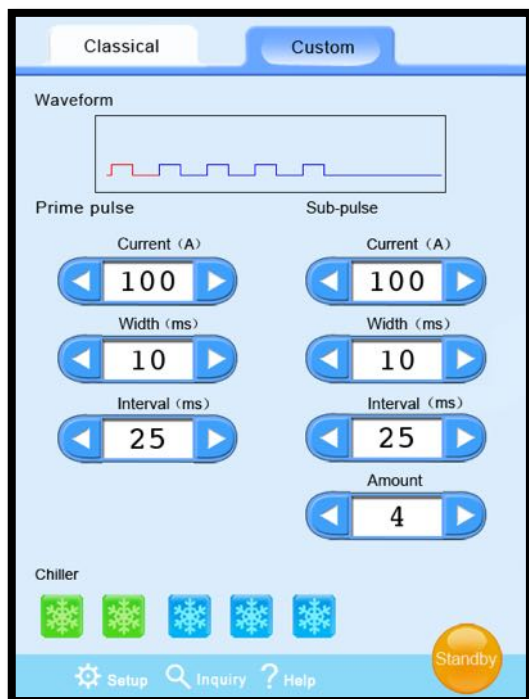 Classical Custom
Waveform
Prime pulse Sub-pulse
Current（A） Current（A）
100 100
Width（ms） Width（ms）
10 10
Interval（ms） Interval（ms）
25 25
Amount
4
Chiller
Standby
Setup Inquiry ? Help